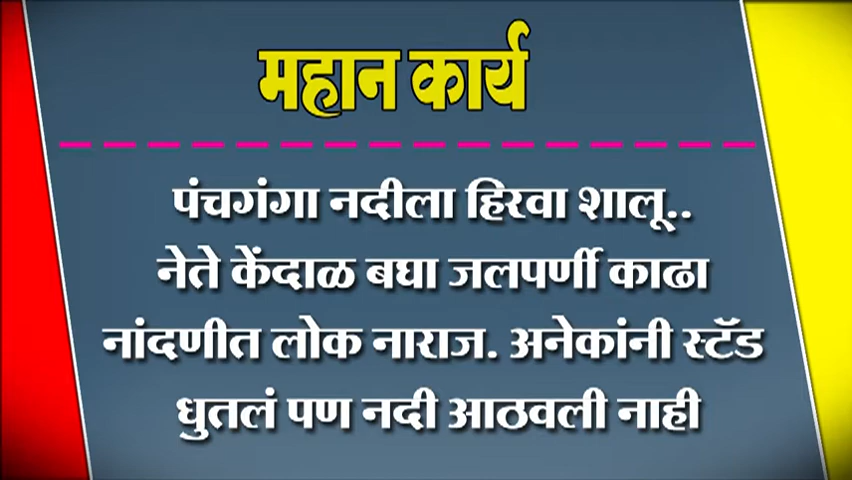 महान कार्य
पंचगंगा नदीला हिरवा शालू..
नेते केंदाळ बघा जलपर्णी काढा
नांदणीत लोक नाराज. अनेकांनी स्टॅड
धुतलं पण नदी आठवली नाही